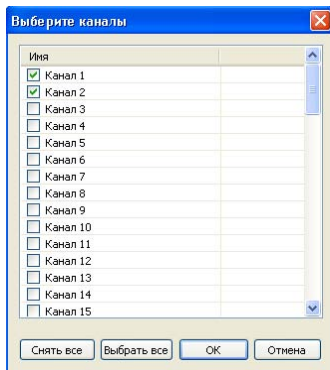 Выберите каналы
Имя
Канал 1
Канал 2
Канал 3
Канал 4
Канал 5
Канал 6
Канал 7
Канал 8
Канал 9
Канал 10
Канал 11
Канал 12
Канал 13
Канал 14
Канал 15
Снять все Выбрать все OK Отмена